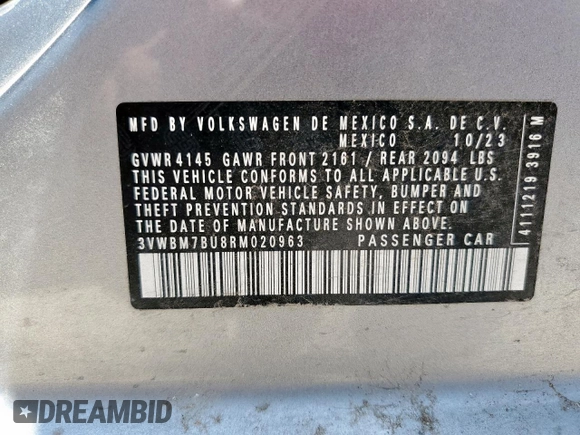 MFD BY VOLKSWAGEN DE MEXICO S.A. DE C.V.
MEXICO 10/23
GVWR 4145 GAWR FRONT 2161 / REAR 2094 LBS
THIS VEHICLE CONFORMS TO ALL APPLICABLE U.S.
FEDERAL MOTOR VEHICLE SAFETY, BUMPER AND
THEFT PREVENTION STANDARDS IN EFFECT ON
THE DATE OF MANUFACTURE SHOWN ABOVE.
3VWBM7BU8RM020963 PASSENGER CAR
4111219 3916 M
DREAMBID